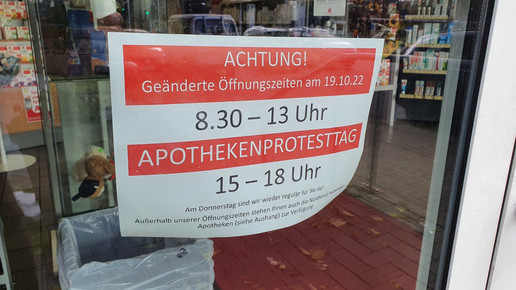 ACHTUNG!
Geänderte Öffnungszeiten am 19.10.22
8.30 – 13 Uhr
APOTHEKENPROTESTTAG
15 – 18 Uhr
Am Donnerstag sind wir wieder regulär für Sie da!
Außerhalb unserer Öffnungszeiten stehen Ihnen auch die Notdienst
Apotheken (siehe Aushang) zur Verfügung